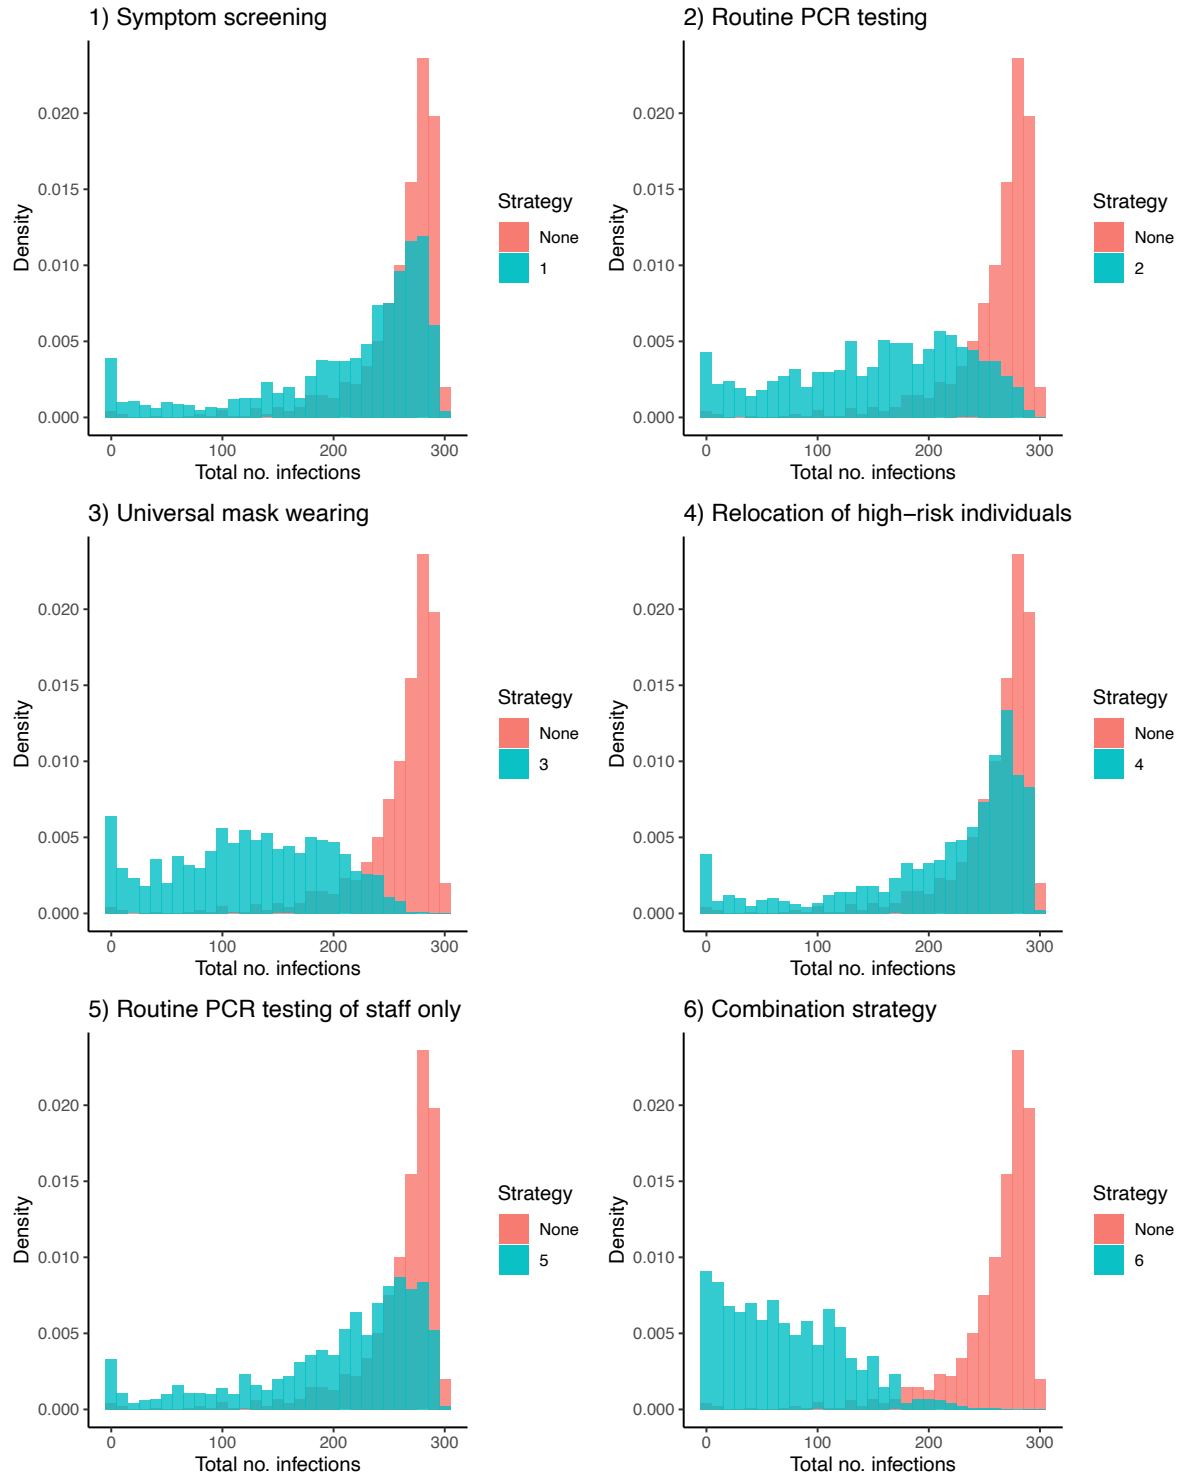 1) Symptom screening
Density
0.020
0.015
0.010
0.005
0.000
0 100 200 300
Total no. infections
Strategy
None
1
2) Routine PCR testing
Density
0.020
0.015
0.010
0.005
0.000
0 100 200 300
Total no. infections
Strategy
None
2
3) Universal mask wearing
Density
0.020
0.015
0.010
0.005
0.000
0 100 200 300
Total no. infections
Strategy
None
3
4) Relocation of high−risk individuals
Density
0.020
0.015
0.010
0.005
0.000
0 100 200 300
Total no. infections
Strategy
None
4
5) Routine PCR testing of staff only
Density
0.020
0.015
0.010
0.005
0.000
0 100 200 300
Total no. infections
Strategy
None
5
6) Combination strategy
Density
0.020
0.015
0.010
0.005
0.000
0 100 200 300
Total no. infections
Strategy
None
6